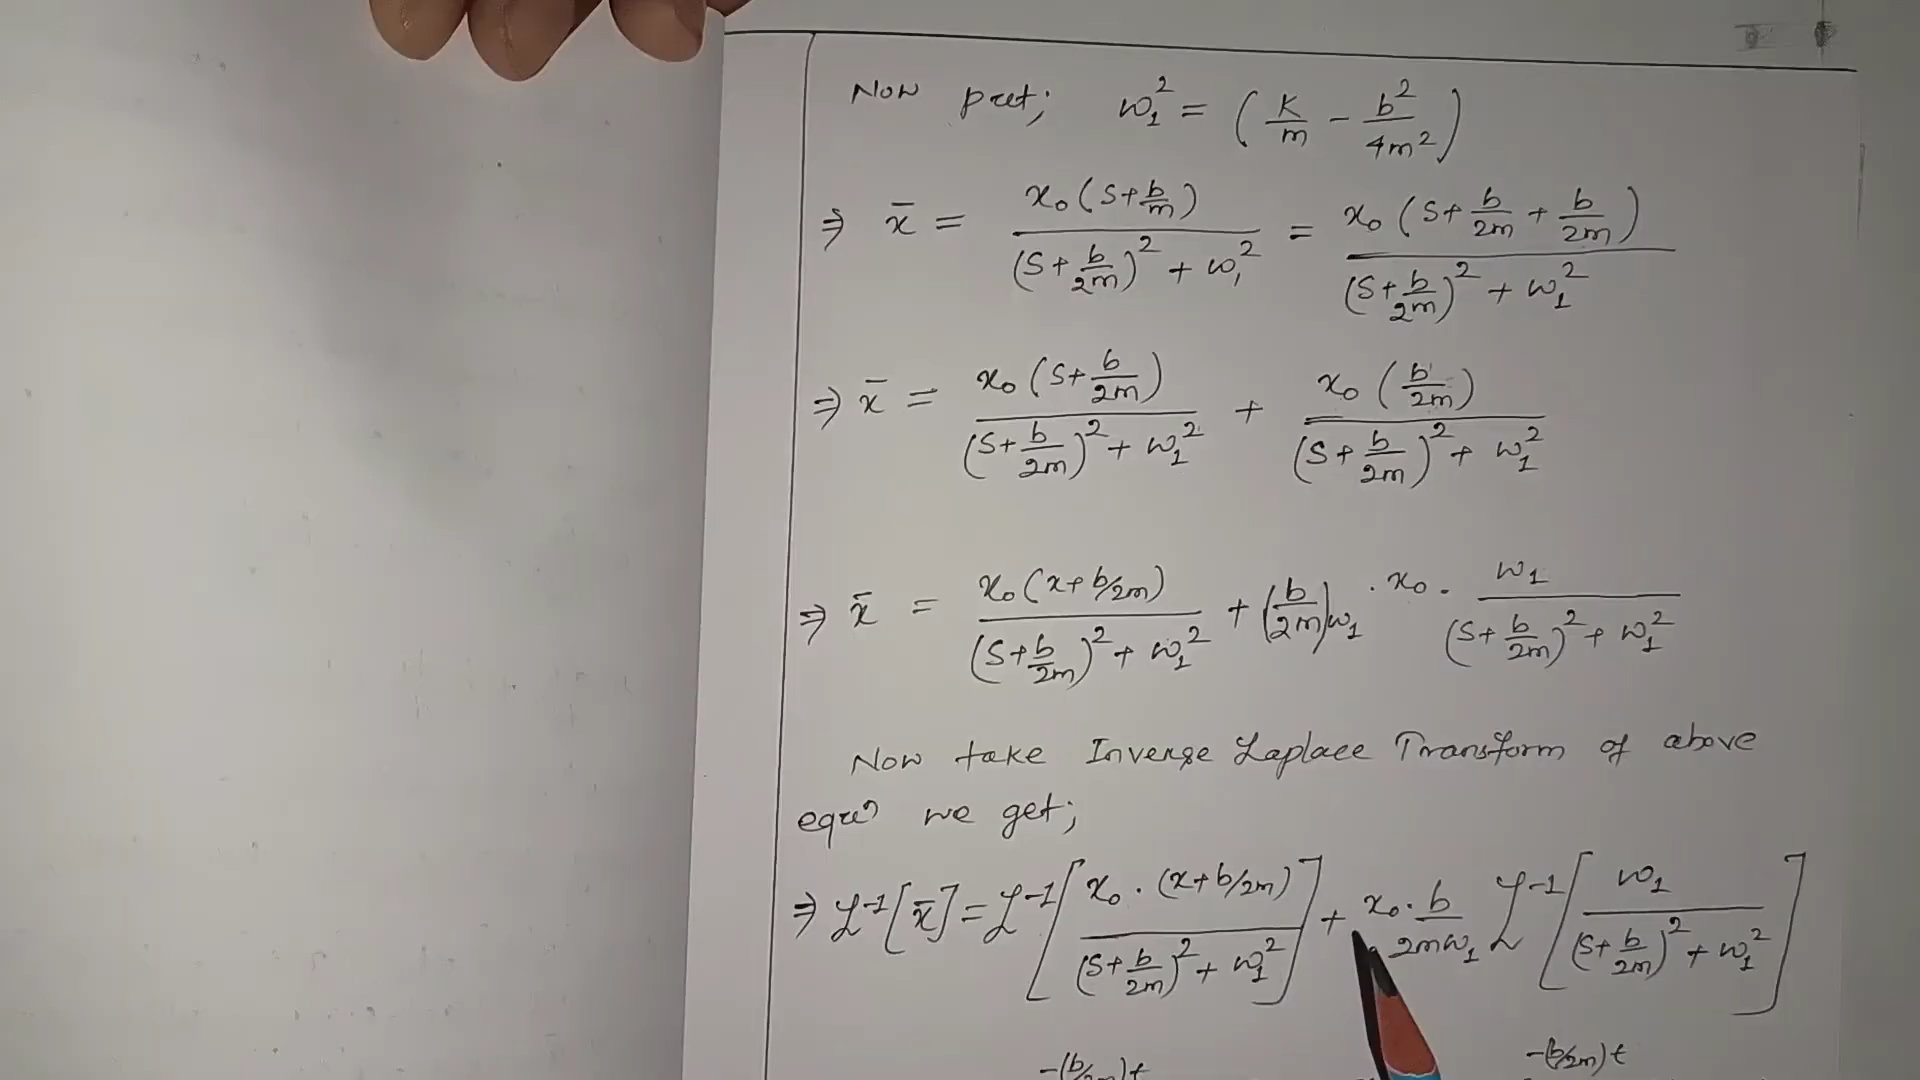 Now put; ω₁² = (K/m − b²/4m²)
⇒ x̄ = x₀(s+b/m) / (s+b/2m)² + ω₁² = x₀(s+b/2m + b/2m) / (s+b/2m)² + ω₁²
⇒ x̄ = x₀(s+b/2m) / (s+b/2m)² + ω₁² + x₀(b/2m) / (s+b/2m)² + ω₁²
⇒ x̄ = x₀(x+b/2m) / (s+b/2m)² + ω₁² + (b/2m)ω₁ · x₀ · ω₁ / (s+b/2m)² + ω₁²
Now take Inverse Laplace Transform of above
equⁿ we get;
⇒ ℒ⁻¹[x̄] = ℒ⁻¹[x₀ · (x+b/2m) / (s+b/2m)² + ω₁²] + x₀ · b/2mω₁ ℒ⁻¹[ω₁ / (s+b/2m)² + ω₁²]
−(b/2m)t −(b/2m)t